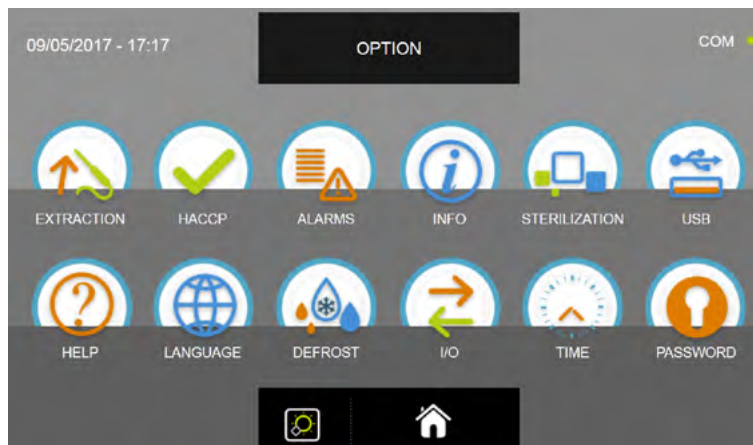 09/05/2017 - 17:17
OPTION
COM
EXTRACTION HACCP ALARMS INFO STERILIZATION USB
HELP LANGUAGE DEFROST I/O TIME PASSWORD